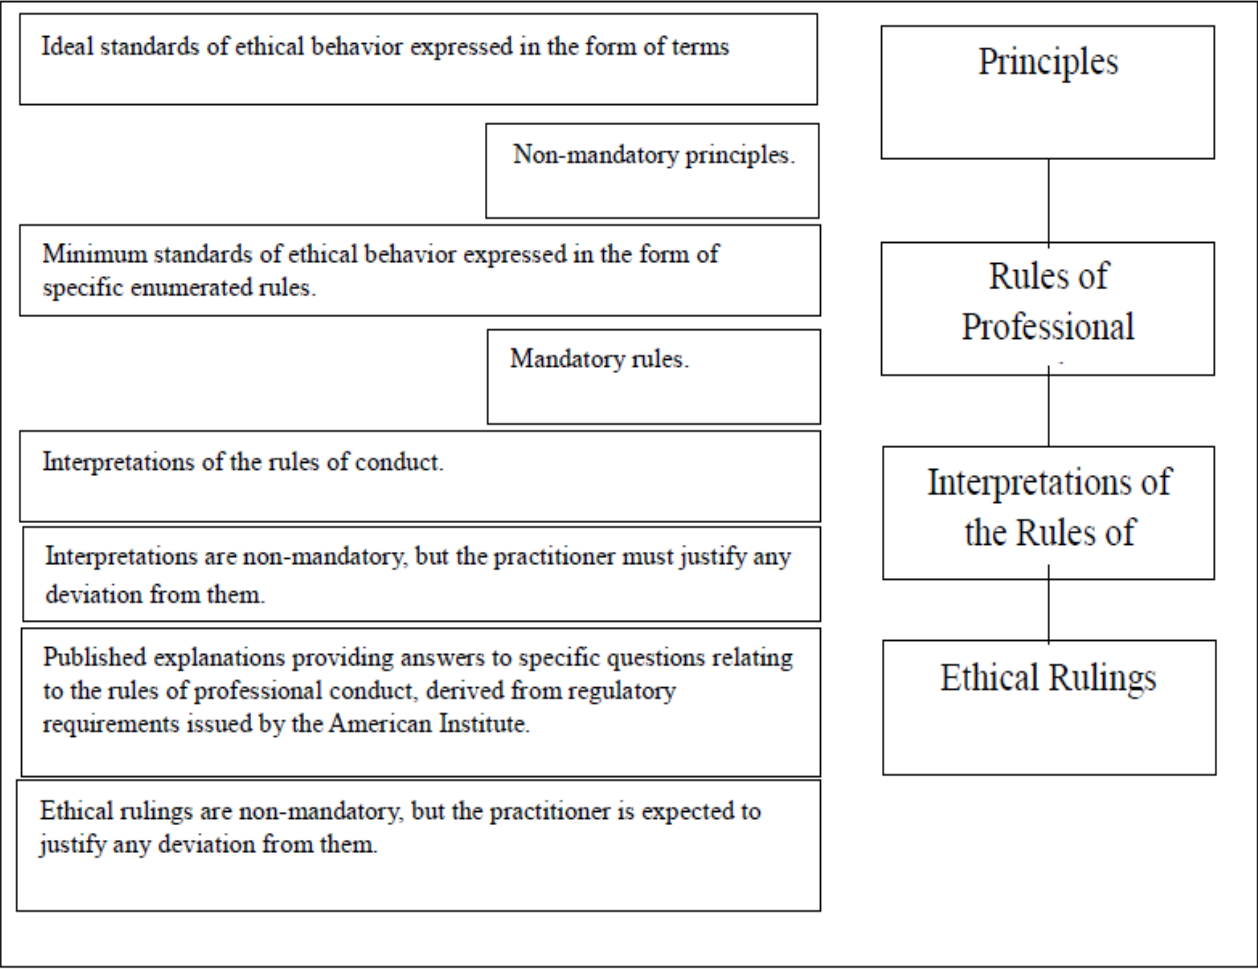 Ideal standards of ethical behavior expressed in the form of terms
Principles
Non-mandatory principles.
Minimum standards of ethical behavior expressed in the form of
specific enumerated rules.
Rules of
Professional
Mandatory rules.
Interpretations of the rules of conduct.
Interpretations of
the Rules of
Interpretations are non-mandatory, but the practitioner must justify any
deviation from them.
Published explanations providing answers to specific questions relating
to the rules of professional conduct, derived from regulatory
requirements issued by the American Institute.
Ethical Rulings
Ethical rulings are non-mandatory, but the practitioner is expected to
justify any deviation from them.